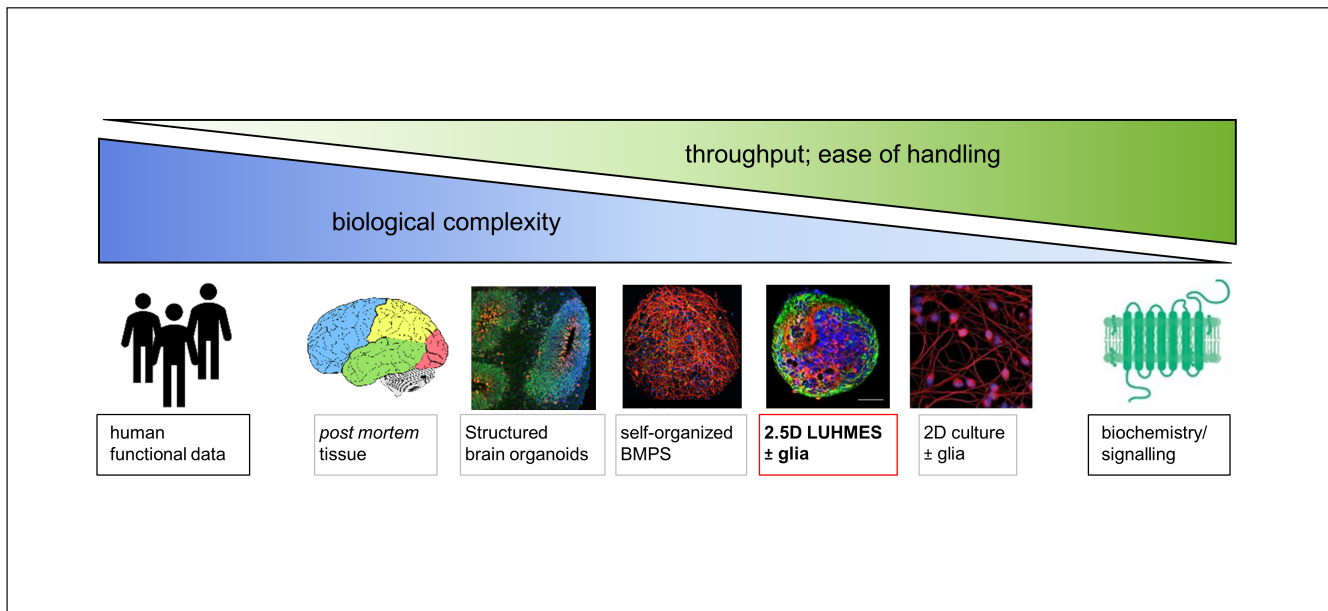 throughput; ease of handling
biological complexity
human
functional data
post mortem
tissue
Structured
brain organoids
self-organized
BMPS
2.5D LUHMES
± glia
2D culture
± glia
biochemistry/
signalling